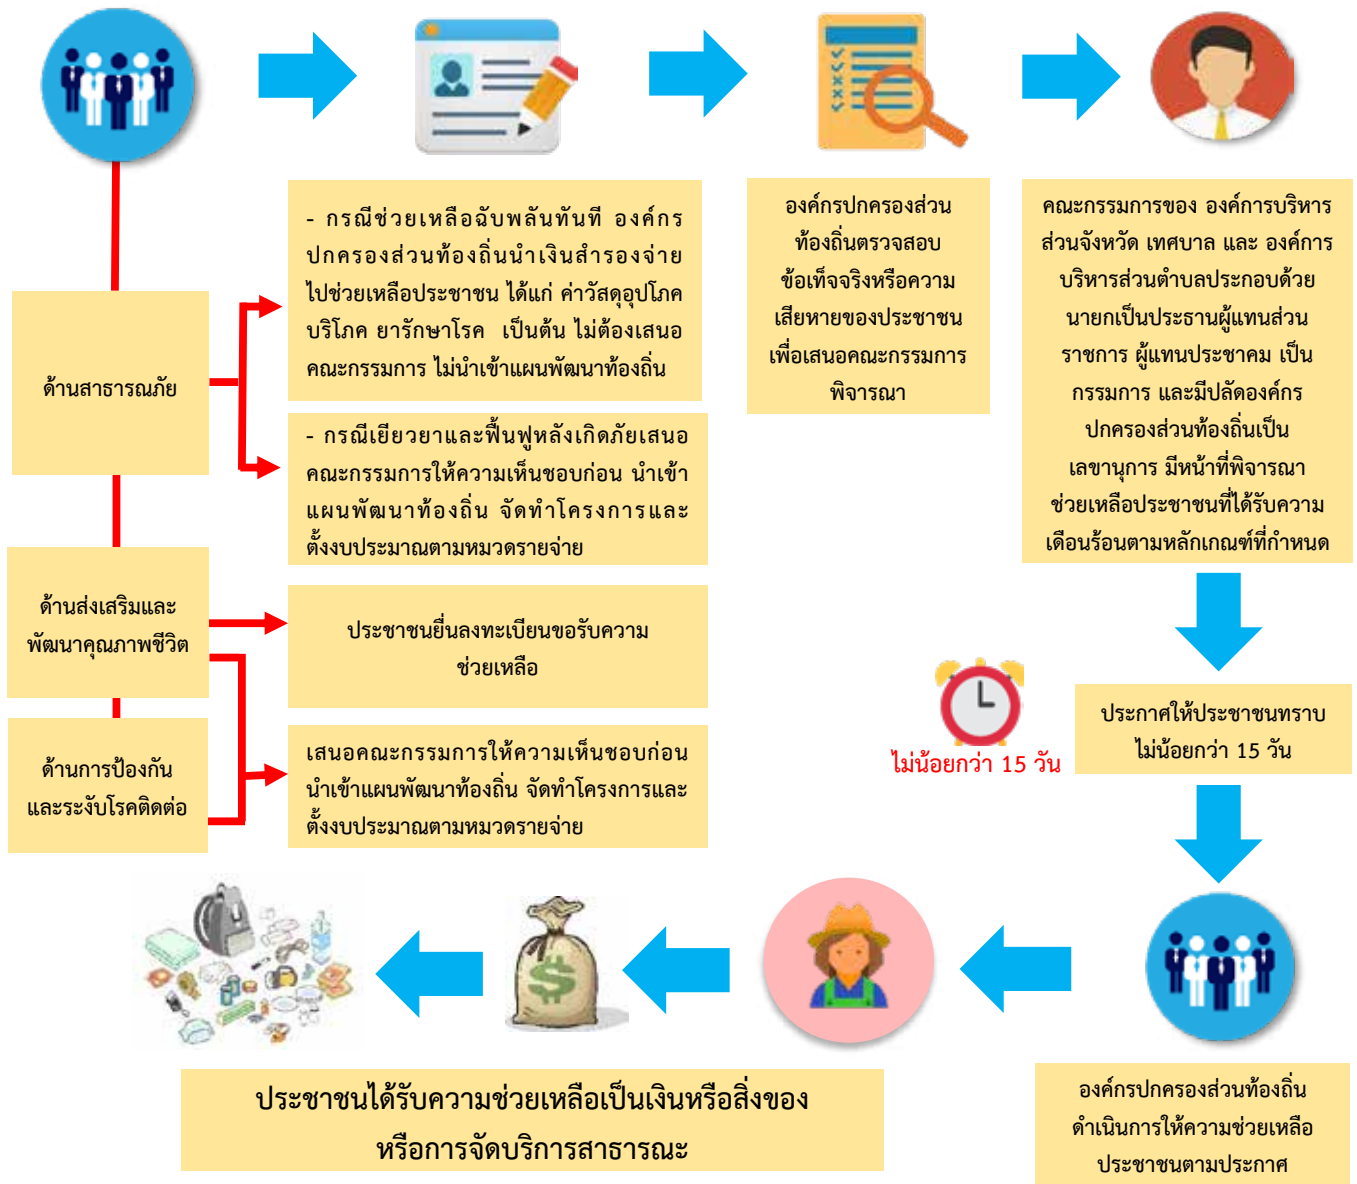 - กรณีช่วยเหลือฉับพลันทันที องค์กร
ปกครองส่วนท้องถิ่นนำเงินสำรองจ่าย
ไปช่วยเหลือประชาชน ได้แก่ ค่าวัสดุอุปโภค
บริโภค ยารักษาโรค เป็นต้น ไม่ต้องเสนอ
คณะกรรมการ ไม่นำเข้าแผนพัฒนาท้องถิ่น
องค์กรปกครองส่วน
ท้องถิ่นตรวจสอบ
ข้อเท็จจริงหรือความ
เสียหายของประชาชน
เพื่อเสนอคณะกรรมการ
พิจารณา
คณะกรรมการของ องค์การบริหาร
ส่วนจังหวัด เทศบาล และ องค์การ
บริหารส่วนตำบลประกอบด้วย
นายกเป็นประธานผู้แทนส่วน
ราชการ ผู้แทนประชาคม เป็น
กรรมการ และมีปลัดองค์กร
ปกครองส่วนท้องถิ่นเป็น
เลขานุการ มีหน้าที่พิจารณา
ช่วยเหลือประชาชนที่ได้รับความ
เดือนร้อนตามหลักเกณฑ์ที่กำหนด
ด้านสาธารณภัย
- กรณีเยียวยาและฟื้นฟูหลังเกิดภัยเสนอ
คณะกรรมการให้ความเห็นชอบก่อน นำเข้า
แผนพัฒนาท้องถิ่น จัดทำโครงการและ
ตั้งงบประมาณตามหมวดรายจ่าย
ด้านส่งเสริมและ
พัฒนาคุณภาพชีวิต
ประชาชนยื่นลงทะเบียนขอรับความ
ช่วยเหลือ
ด้านการป้องกัน
และระงับโรคติดต่อ
เสนอคณะกรรมการให้ความเห็นชอบก่อน
นำเข้าแผนพัฒนาท้องถิ่น จัดทำโครงการและ
ตั้งงบประมาณตามหมวดรายจ่าย
ไม่น้อยกว่า 15 วัน
ประกาศให้ประชาชนทราบ
ไม่น้อยกว่า 15 วัน
องค์กรปกครองส่วนท้องถิ่น
ดำเนินการให้ความช่วยเหลือ
ประชาชนตามประกาศ
ประชาชนได้รับความช่วยเหลือเป็นเงินหรือสิ่งของ
หรือการจัดบริการสาธารณะ